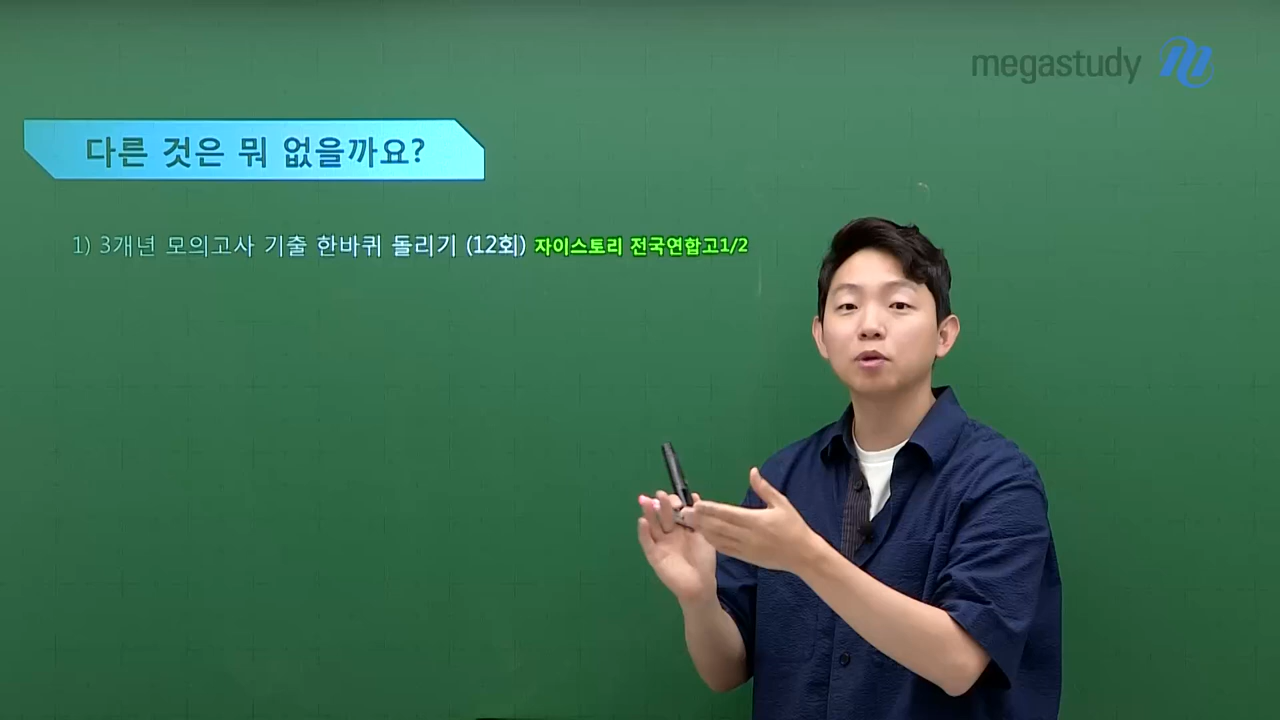 megastudy
다른 것은 뭐 없을까요?
1) 3개년 모의고사 기출 한바퀴 돌리기 (12회) 자이스토리 전국연합고1/2